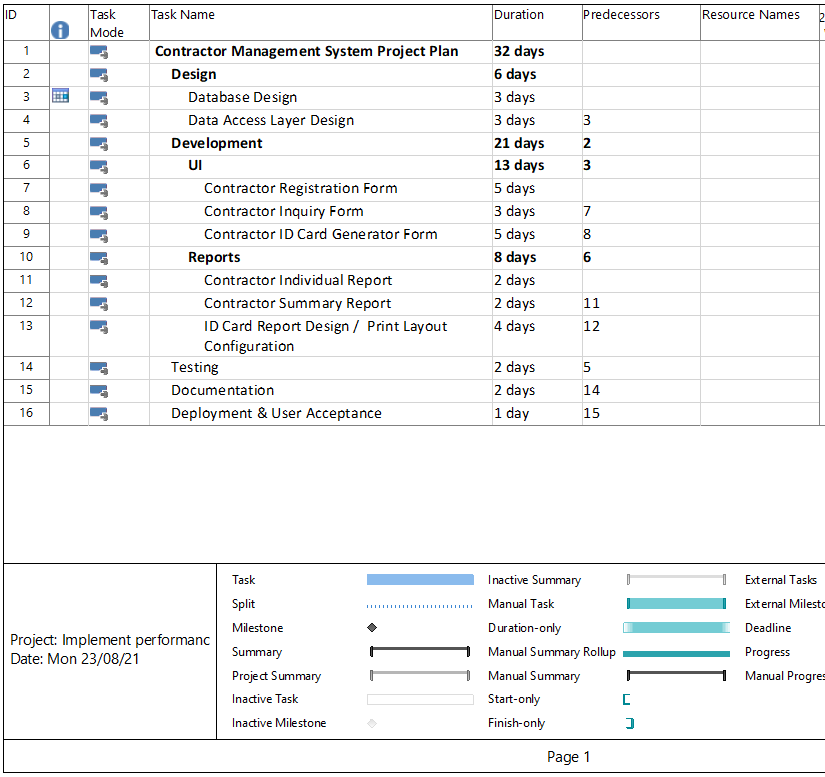 ID Task Mode Task Name Duration Predecessors Resource Names 2
1 Contractor Management System Project Plan 32 days
2 Design 6 days
3 Database Design 3 days
4 Data Access Layer Design 3 days 3
5 Development 21 days 2
6 UI 13 days 3
7 Contractor Registration Form 5 days
8 Contractor Inquiry Form 3 days 7
9 Contractor ID Card Generator Form 5 days 8
10 Reports 8 days 6
11 Contractor Individual Report 2 days
12 Contractor Summary Report 2 days 11
13 ID Card Report Design / Print Layout 4 days 12
Configuration
14 Testing 2 days 5
15 Documentation 2 days 14
16 Deployment & User Acceptance 1 day 15
Project: Implement performanc
Date: Mon 23/08/21
Task Inactive Summary External Tasks
Split Manual Task External Milesto
Milestone Duration-only Deadline
Summary Manual Summary Rollup Progress
Project Summary Manual Summary Manual Progres
Inactive Task Start-only
Inactive Milestone Finish-only
Page 1